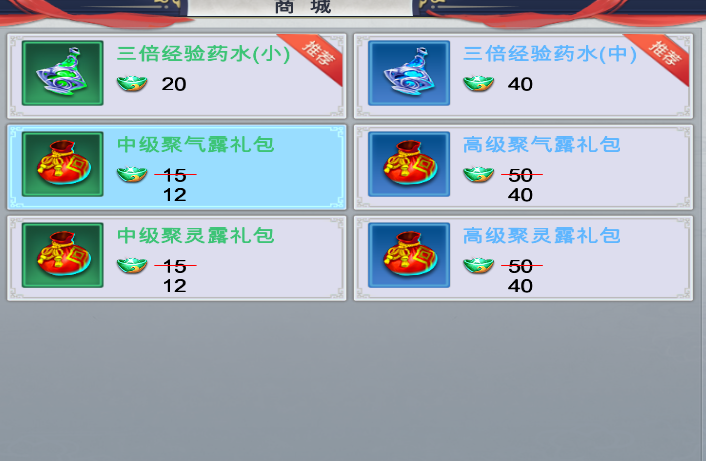 商 城
三倍经验药水(小)
推荐
20
三倍经验药水(中)
推荐
40
中级聚气露礼包
15
12
高级聚气露礼包
50
40
中级聚灵露礼包
15
12
高级聚灵露礼包
50
40